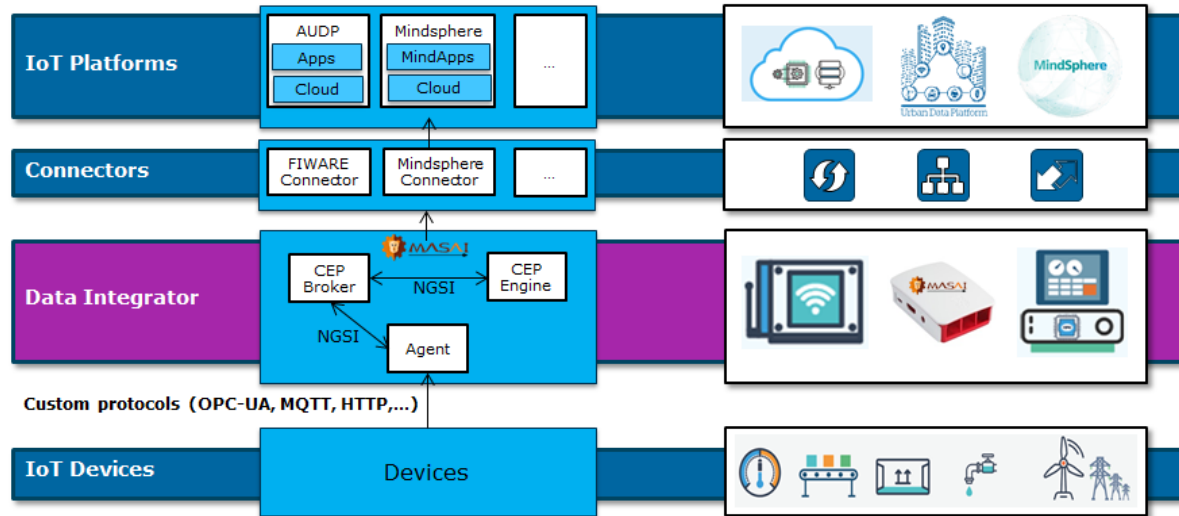 IoT Platforms
AUDP
Apps
Cloud
Mindsphere
MindApps
Cloud
...
Urban Data Platform
MindSphere
Connectors
FIWARE
Connector
Mindsphere
Connector
...
MASAI
Data Integrator
CEP
Broker
NGSI
CEP
Engine
NGSI
Agent
MASAI
Custom protocols (OPC-UA, MQTT, HTTP,...)
IoT Devices
Devices